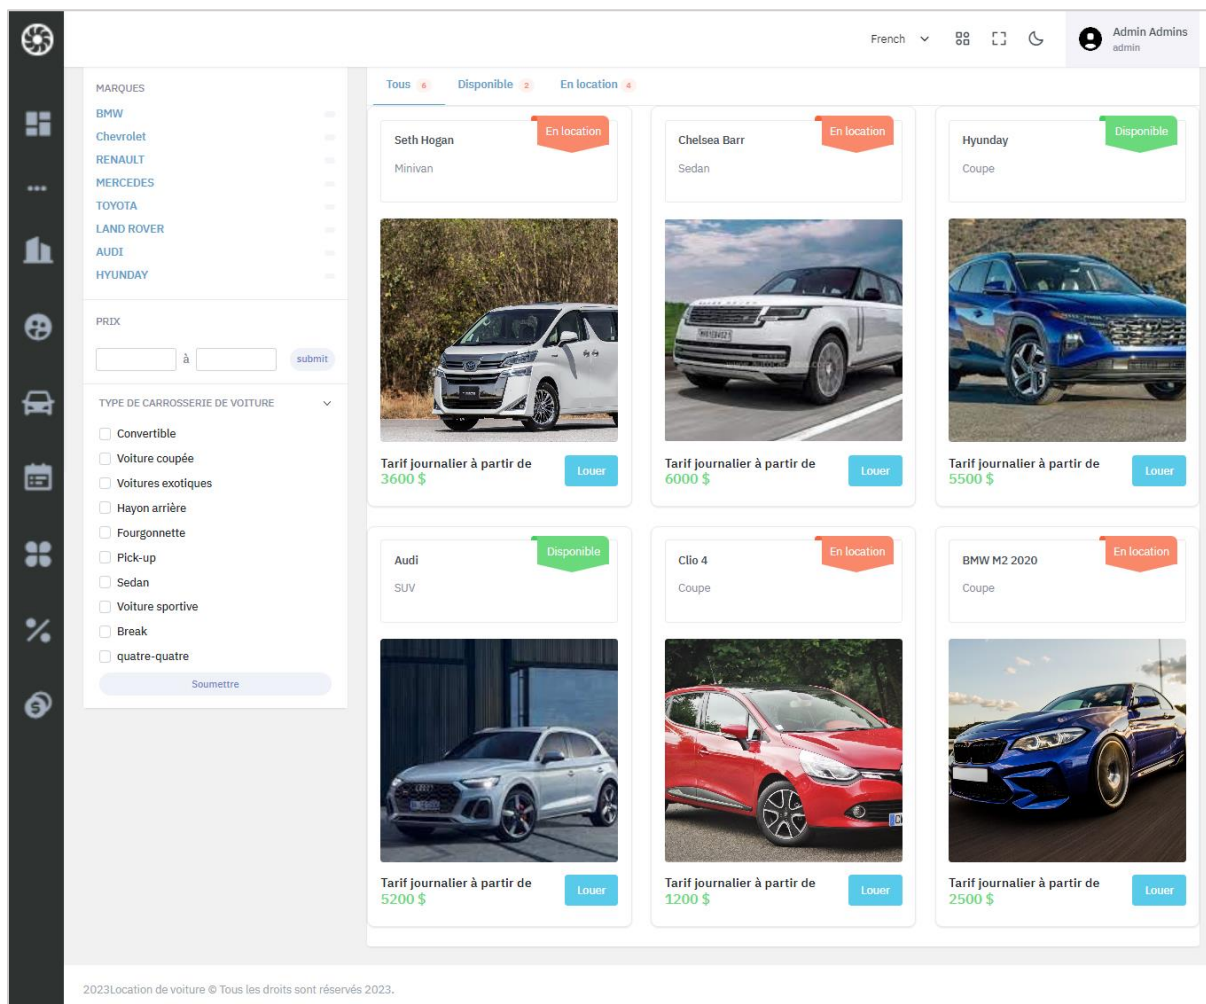 French
Admin Admins
admin
MARQUES
BMW
Chevrolet
RENAULT
MERCEDES
TOYOTA
LAND ROVER
AUDI
HYUNDAY
PRIX
à
submit
TYPE DE CARROSSERIE DE VOITURE
Convertible
Voiture coupée
Voitures exotiques
Hayon arrière
Fourgonnette
Pick-up
Sedan
Voiture sportive
Break
quatre-quatre
Soumettre
Tous 6 Disponible 2 En location 4
Seth Hogan
En location
Minivan
Tarif journalier à partir de
3600 $
Louer
Chelsea Barr
En location
Sedan
Tarif journalier à partir de
6000 $
Louer
Hyunday
Disponible
Coupe
Tarif journalier à partir de
5500 $
Louer
Audi
Disponible
SUV
Tarif journalier à partir de
5200 $
Louer
Clio 4
En location
Coupe
Tarif journalier à partir de
1200 $
Louer
BMW M2 2020
En location
Coupe
Tarif journalier à partir de
2500 $
Louer
2023Location de voiture © Tous les droits sont réservés 2023.